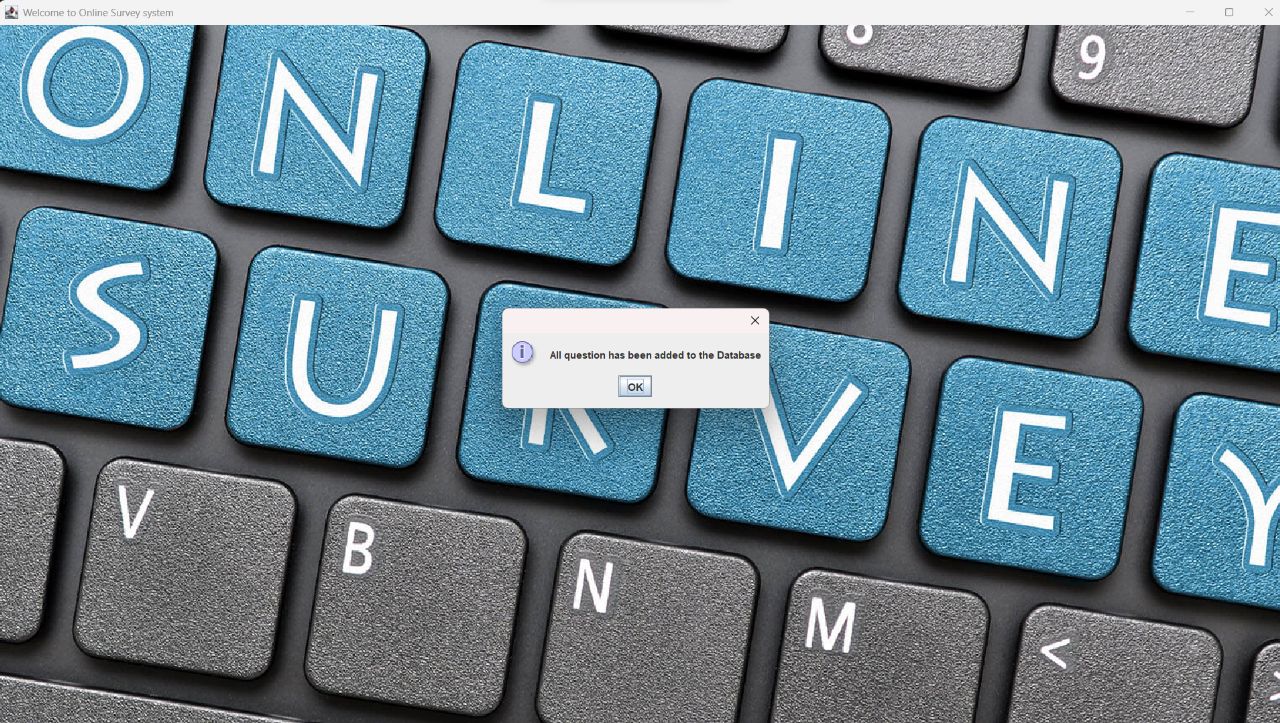 Welcome to Online Survey system
8 9
O N L I N E
S U R V E Y
All question has been added to the Database
OK
V B N M <